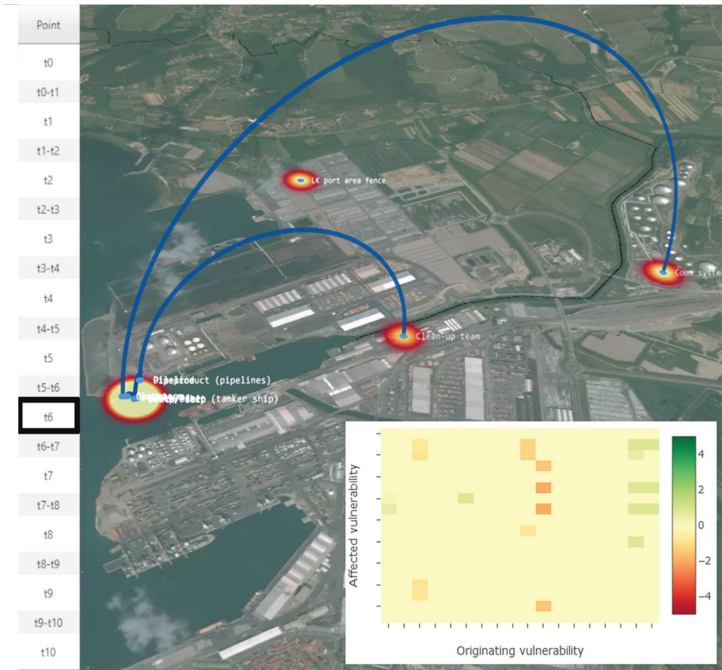 Point
t0
t0-t1
t1
t1-t2
t2
t2-t3
t3
t3-t4
t4
t4-t5
t5
t5-t6
t6
t6-t7
t7
t7-t8
t8
t8-t9
t9
t9-t10
t10
LK port area fence
Comm syste
Clean-up team
product (pipelines)
(tanker ship)
Affected vulnerability
Originating vulnerability
4
2
0
−2
−4